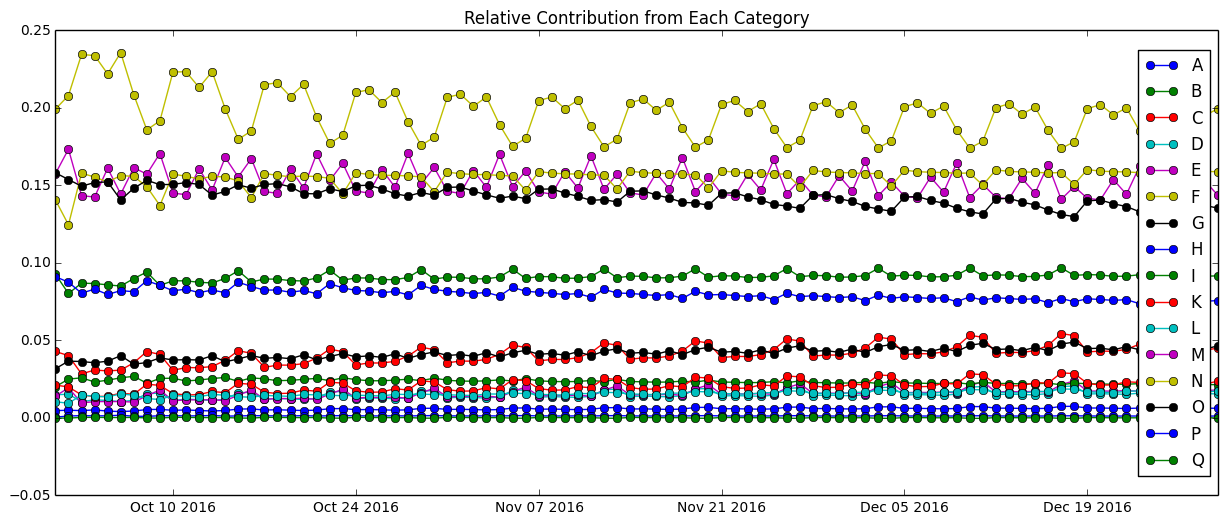 Relative Contribution from Each Category
0.25
0.20
0.15
0.10
0.05
0.00
−0.05
Oct 10 2016
Oct 24 2016
Nov 07 2016
Nov 21 2016
Dec 05 2016
Dec 19 2016
A
B
C
D
E
F
G
H
I
K
L
M
N
O
P
Q